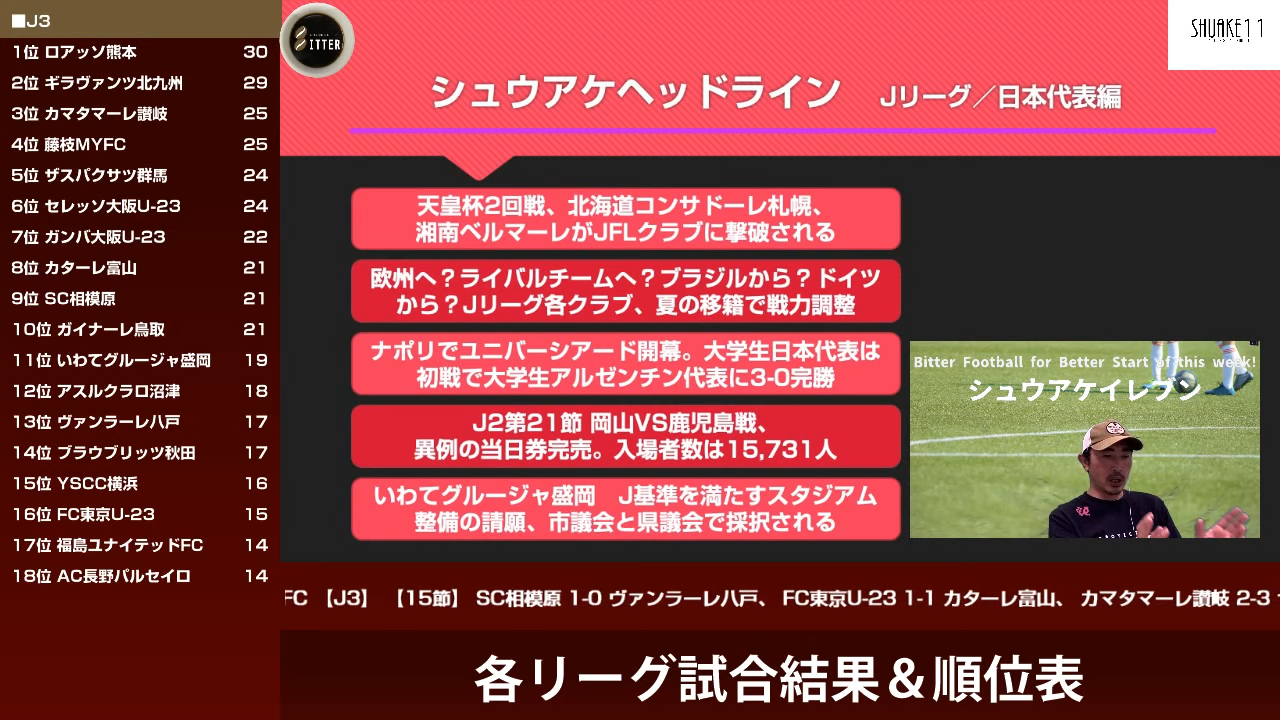 ■J3
1位 ロアッソ熊本 30
2位 ギラヴァンツ北九州 29
3位 カマタマーレ讃岐 25
4位 藤枝MYFC 25
5位 ザスパクサツ群馬 24
6位 セレッソ大阪U-23 24
7位 ガンバ大阪U-23 22
8位 カターレ富山 21
9位 SC相模原 21
10位 ガイナーレ鳥取 21
11位 いわてグルージャ盛岡 19
12位 アスルクラロ沼津 18
13位 ヴァンラーレ八戸 17
14位 ブラウブリッツ秋田 17
15位 YSCC横浜 16
16位 FC東京U-23 15
17位 福島ユナイテッドFC 14
18位 AC長野パルセイロ 14
ITTER
SHUAKE11
シュウアケヘッドライン Jリーグ／日本代表編
天皇杯2回戦、北海道コンサドーレ札幌、
湘南ベルマーレがJFLクラブに撃破される
欧州へ？ライバルチームへ？ブラジルから？ドイツ
から？Jリーグ各クラブ、夏の移籍で戦力調整
ナポリでユニバーシアード開幕。大学生日本代表は
初戦で大学生アルゼンチン代表に3-0完勝
J2第21節 岡山VS鹿児島戦、
異例の当日券完売。入場者数は15,731人
いわてグルージャ盛岡 J基準を満たすスタジアム
整備の請願、市議会と県議会で採択される
Bitter Football for Better Start of this week!
シュウアケイレブン
FC 【J3】 【15節】 SC相模原 1-0 ヴァンラーレ八戸、 FC東京U-23 1-1 カターレ富山、 カマタマーレ讃岐 2-3
各リーグ試合結果＆順位表